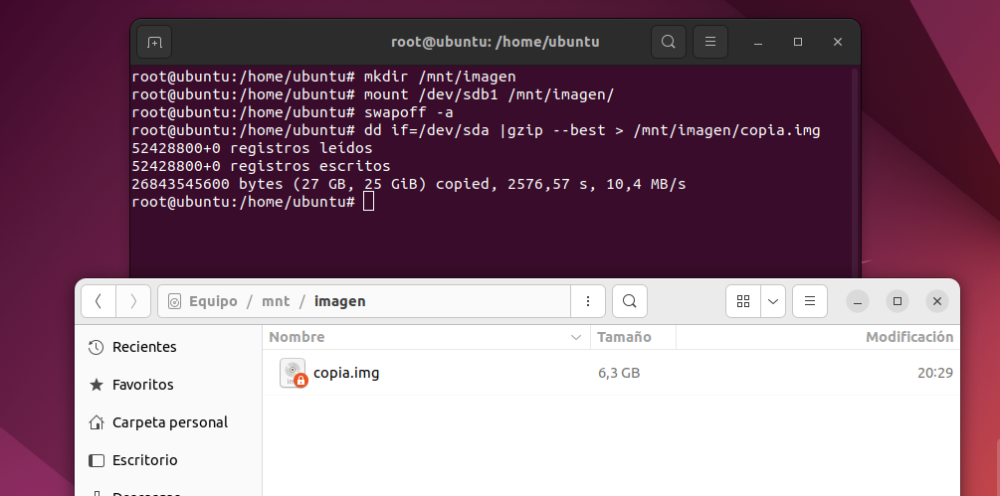 root@ubuntu: /home/ubuntu
root@ubuntu:/home/ubuntu# mkdir /mnt/imagen
root@ubuntu:/home/ubuntu# mount /dev/sdb1 /mnt/imagen/
root@ubuntu:/home/ubuntu# swapoff -a
root@ubuntu:/home/ubuntu# dd if=/dev/sda |gzip --best > /mnt/imagen/copia.img
52428800+0 registros leídos
52428800+0 registros escritos
26843545600 bytes (27 GB, 25 GiB) copied, 2576,57 s, 10,4 MB/s
root@ubuntu:/home/ubuntu#
Equipo / mnt / imagen
Nombre Tamaño Modificación
Recientes
copia.img 6,3 GB 20:29
Favoritos
Carpeta personal
Escritorio